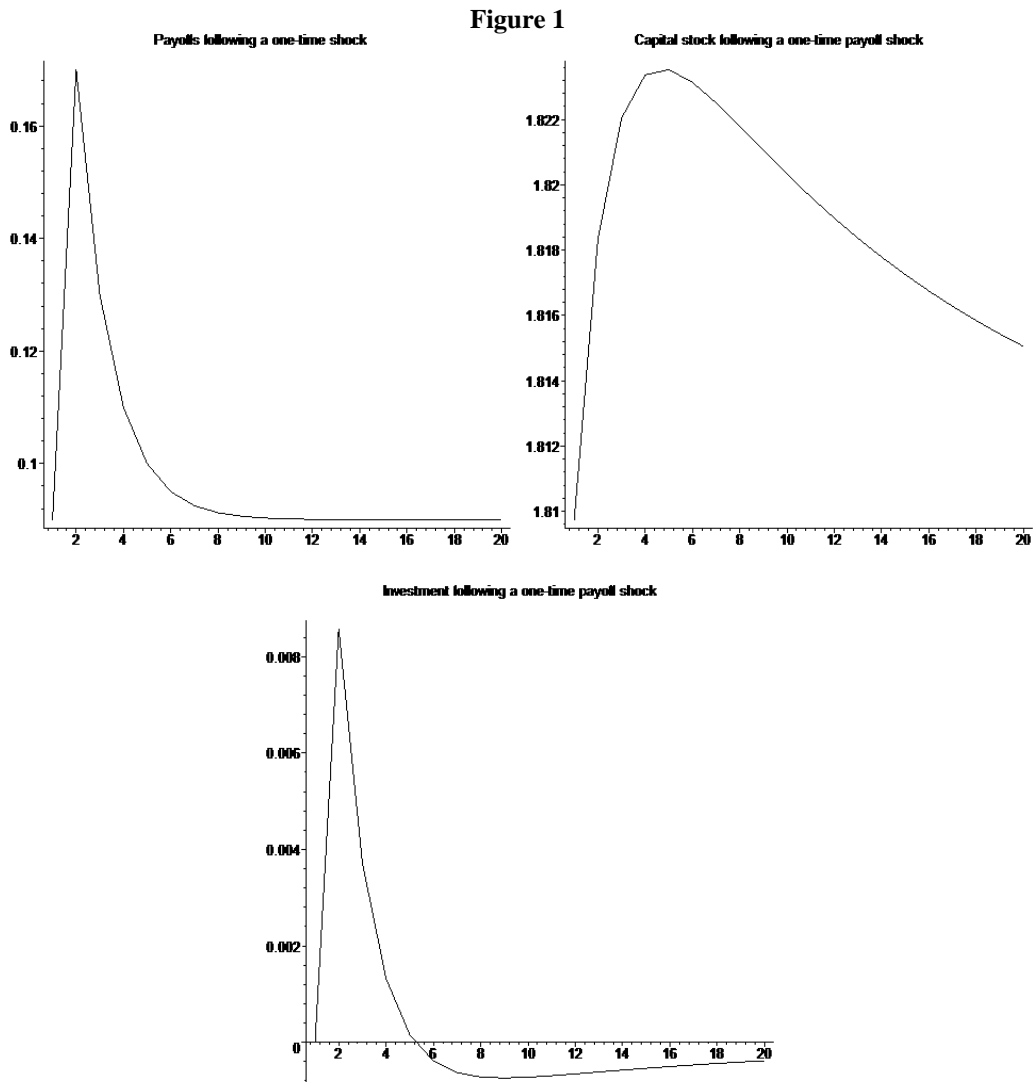 Figure 1
Payoffs following a one-time shock
0.16
0.14
0.12
0.1
2 4 6 8 10 12 14 16 18 20
Capital stock following a one-time payoff shock
1.822
1.82
1.818
1.816
1.814
1.812
1.81
2 4 6 8 10 12 14 16 18 20
Investment following a one-time payoff shock
0.008
0.006
0.004
0.002
0
2 4 6 8 10 12 14 16 18 20